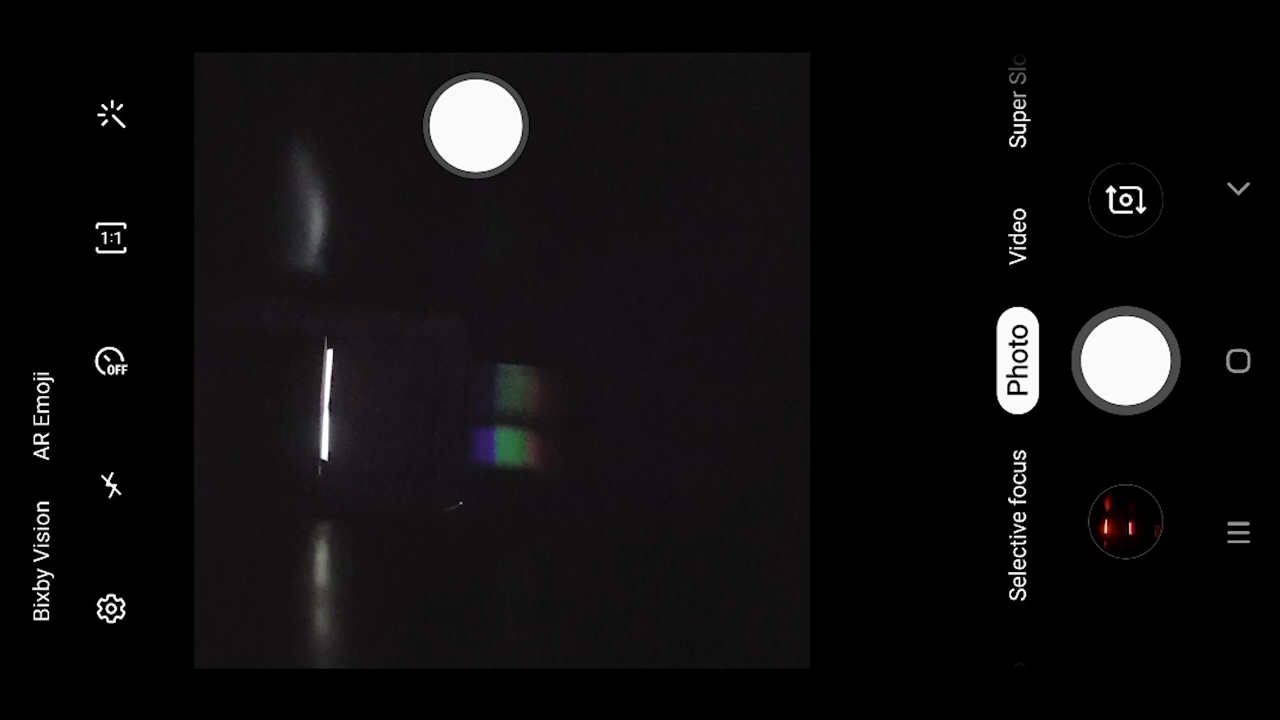 Bixby Vision
AR Emoji
1:1
OFF
Selective focus
Photo
Video
Super Slo